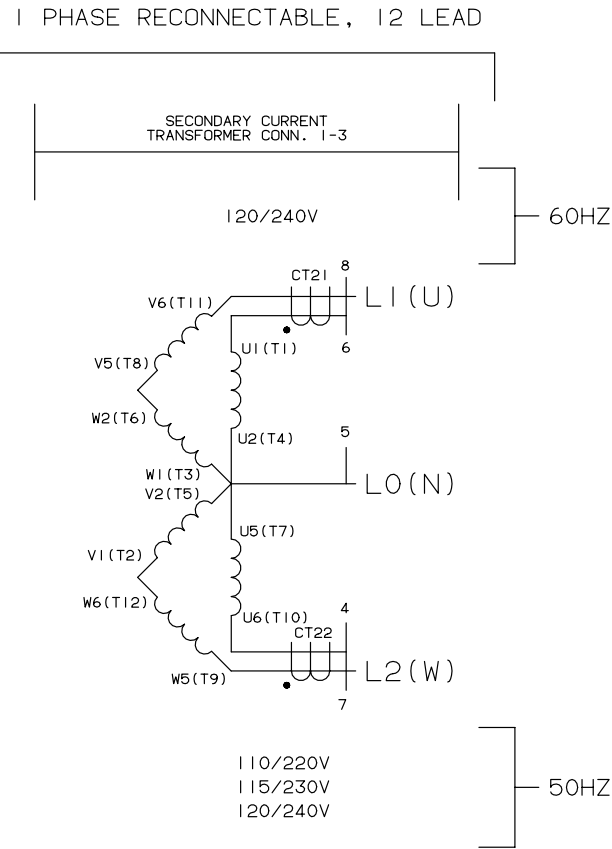 1 PHASE RECONNECTABLE, 12 LEAD
SECONDARY CURRENT
TRANSFORMER CONN. 1-3
120/240V
60HZ
8
CT21
V6(T11)
L1(U)
U1(T1)
6
V5(T8)
W2(T6)
U2(T4)
5
W1(T3)
V2(T5)
L0(N)
U5(T7)
V1(T2)
W6(T12)
U6(T10)
4
CT22
W5(T9)
L2(W)
7
110/220V
115/230V
120/240V
50HZ